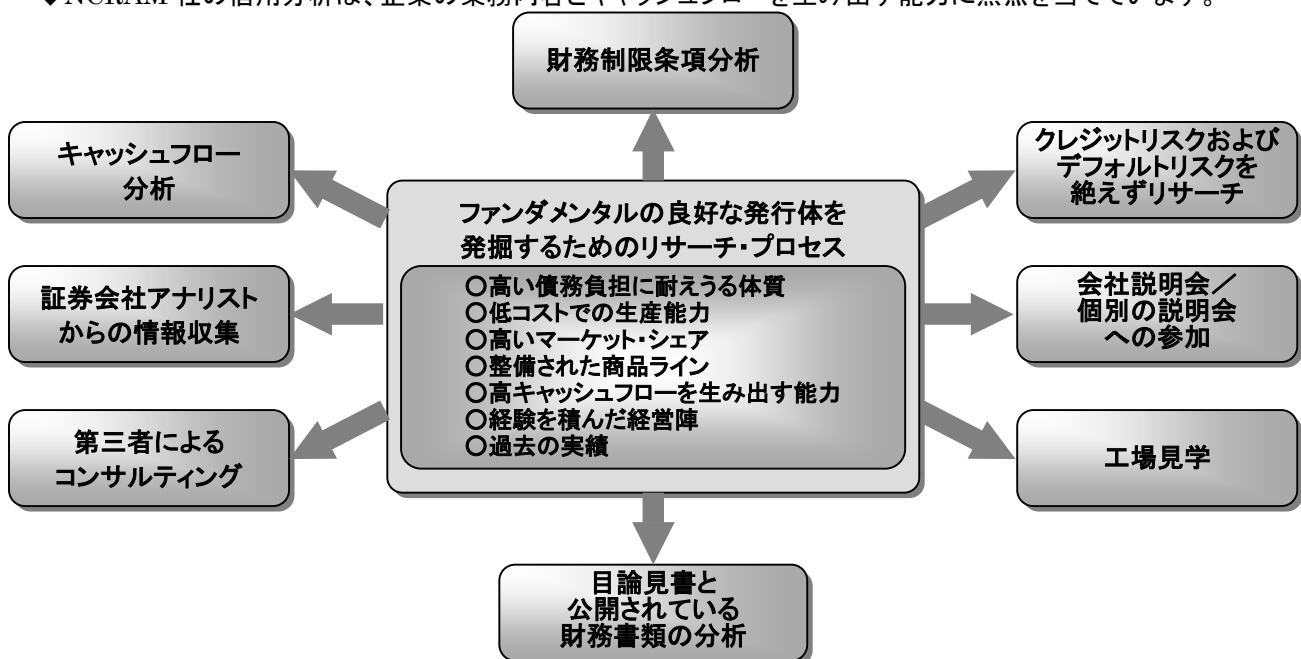 ◆NCRAM 社の信用分析は、企業の業務内容とキャッシュフローを生み出す能力に焦点を当てています。
財務制限条項分析
キャッシュフロー
分析
証券会社アナリスト
からの情報収集
第三者による
コンサルティング
ファンダメンタルの良好な発行体を
発掘するためのリサーチ・プロセス
○高い債務負担に耐えうる体質
○低コストでの生産能力
○高いマーケット・シェア
○整備された商品ライン
○高キャッシュフローを生み出す能力
○経験を積んだ経営陣
○過去の実績
クレジットリスクおよび
デフォルトリスクを
絶えずリサーチ
会社説明会／
個別の説明会
への参加
工場見学
目論見書と
公開されている
財務書類の分析